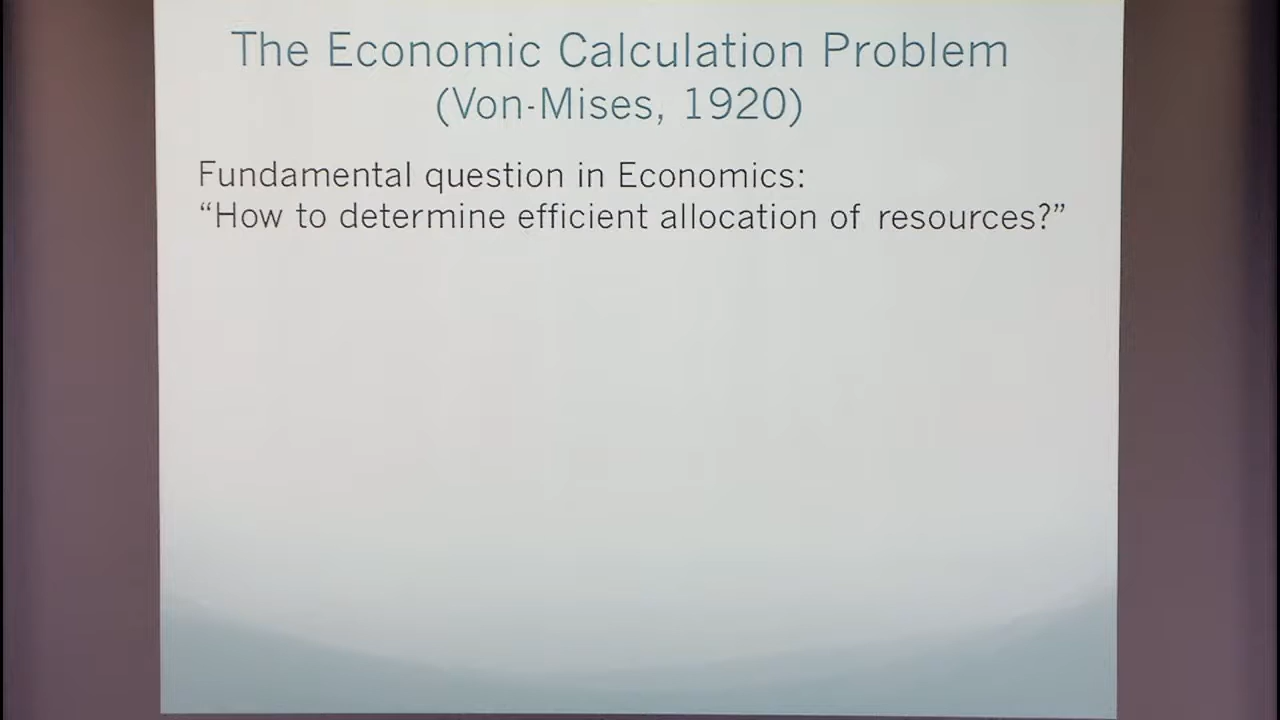 The Economic Calculation Problem
(Von-Mises, 1920)
Fundamental question in Economics:
“How to determine efficient allocation of resources?”